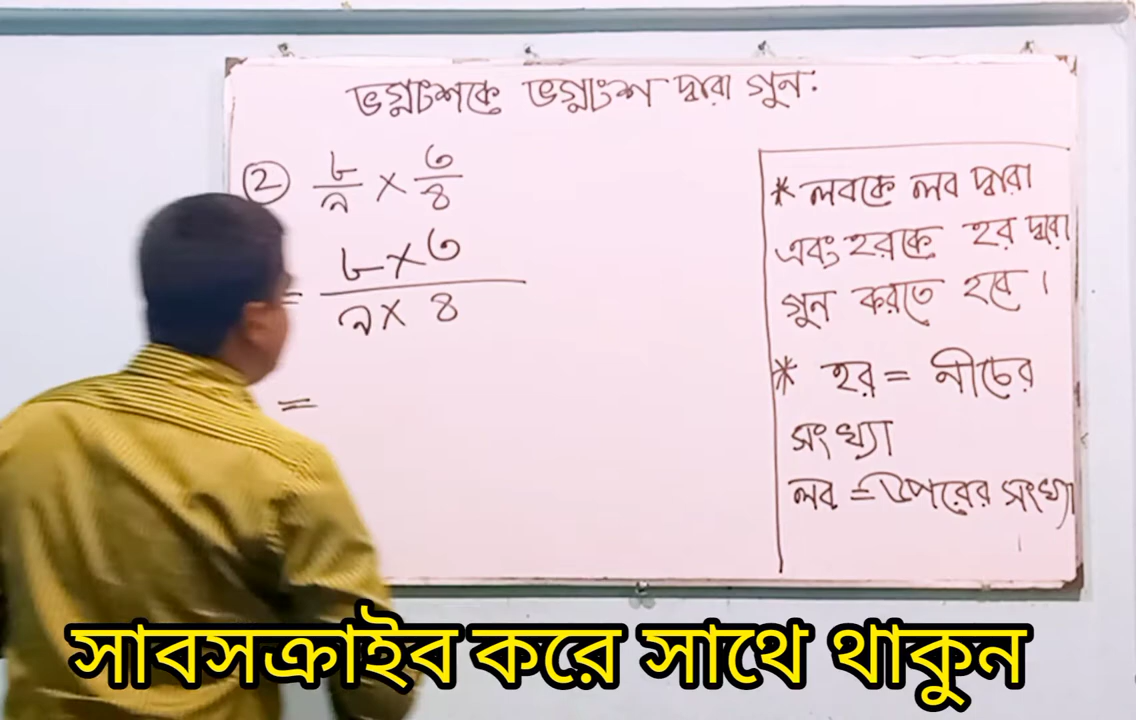 ভগ্নাংশকে ভগ্নাংশ দ্বারা গুন:
② ৮/৯ × ৩/৪
= ৮×৩ / ৯× ৪
=
* লবকে লব দ্বারা
এবং হরকে হর দ্বারা
গুন করতে হবে।
* হর = নীচের
সংখ্যা
লব = উপরের সংখ্যা
সাবসক্রাইব করে সাথে থাকুন